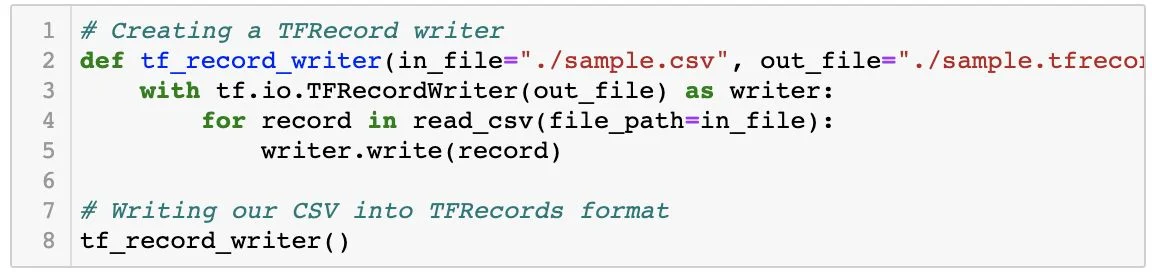 1 # Creating a TFRecord writer
2 def tf_record_writer(in_file="./sample.csv", out_file="./sample.tfrecor
3     with tf.io.TFRecordWriter(out_file) as writer:
4         for record in read_csv(file_path=in_file):
5             writer.write(record)
6
7 # Writing our CSV into TFRecords format
8 tf_record_writer()